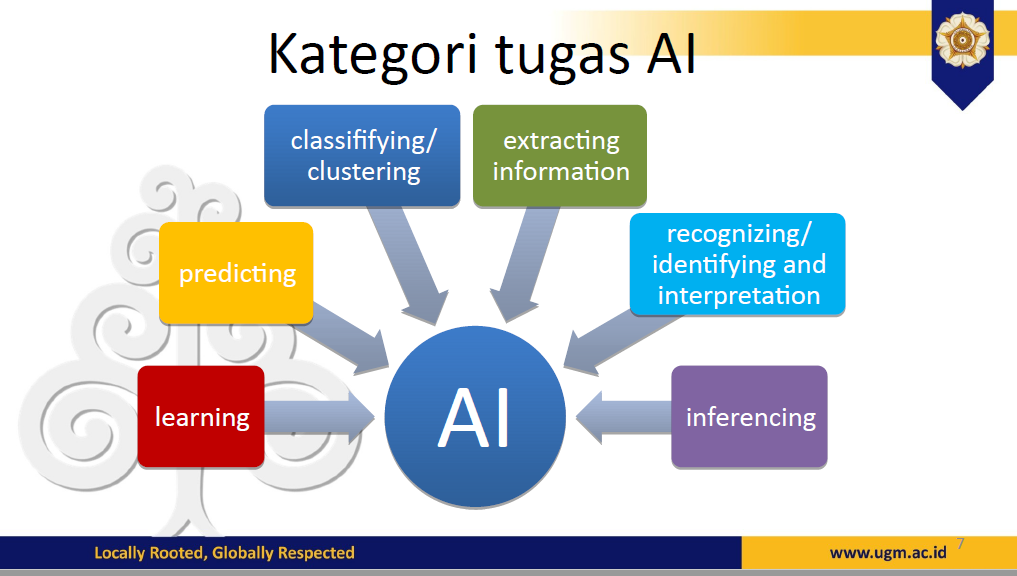 Kategori tugas AI
classififying/
clustering
extracting
information
predicting
recognizing/
identifying and
interpretation
learning
AI
inferencing
Locally Rooted, Globally Respected
www.ugm.ac.id
7